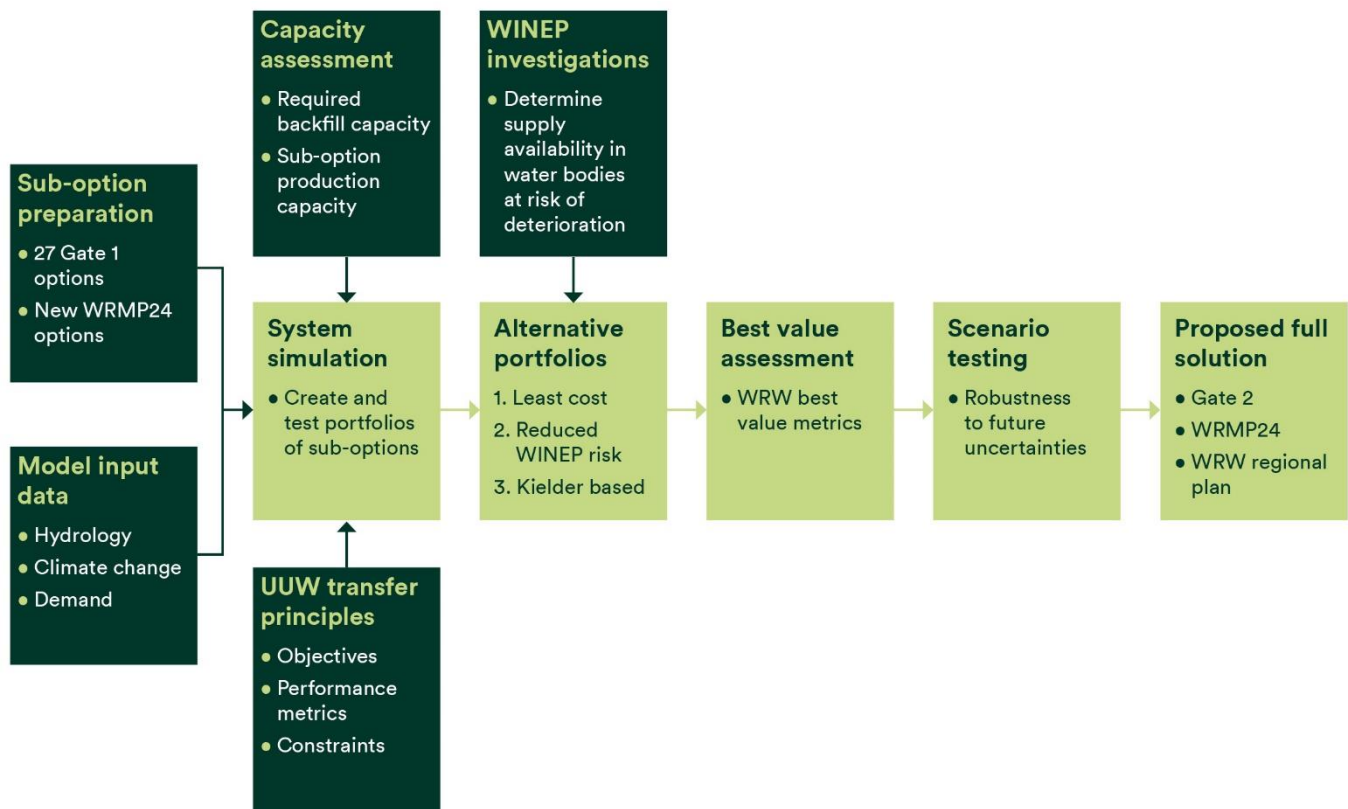 Sub-option
preparation
● 27 Gate 1
options
● New WRMP24
options
Model input
data
● Hydrology
● Climate change
● Demand
Capacity
assessment
● Required
backfill capacity
● Sub-option
production
capacity
WINEP
investigations
● Determine
supply
availability in
water bodies
at risk of
deterioration
System
simulation
● Create and
test portfolios
of sub-options
UUW transfer
principles
● Objectives
● Performance
metrics
● Constraints
Alternative
portfolios
1. Least cost
2. Reduced
WINEP risk
3. Kielder based
Best value
assessment
● WRW best
value metrics
Scenario
testing
● Robustness
to future
uncertainties
Proposed full
solution
● Gate 2
● WRMP24
● WRW regional
plan